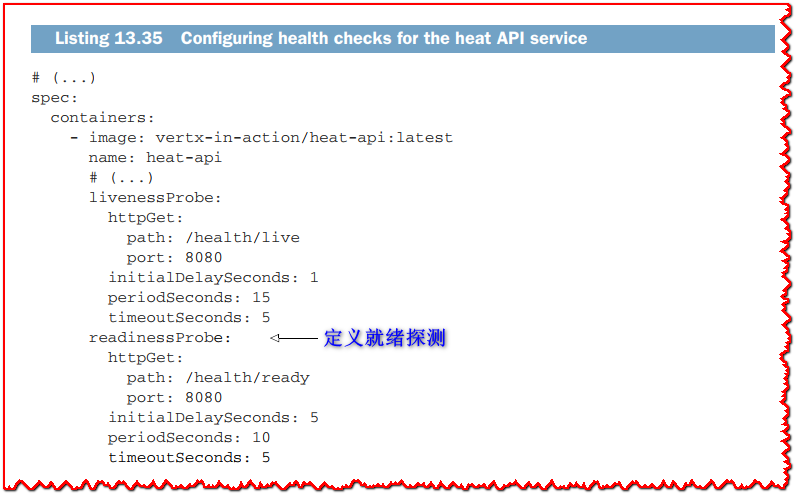 Listing 13.35 Configuring health checks for the heat API service
# (...)
spec:
  containers:
    - image: vertx-in-action/heat-api:latest
      name: heat-api
      # (...)
      livenessProbe:
        httpGet:
          path: /health/live
          port: 8080
        initialDelaySeconds: 1
        periodSeconds: 15
        timeoutSeconds: 5
      readinessProbe: 定义就绪探测
        httpGet:
          path: /health/ready
          port: 8080
        initialDelaySeconds: 5
        periodSeconds: 10
        timeoutSeconds: 5